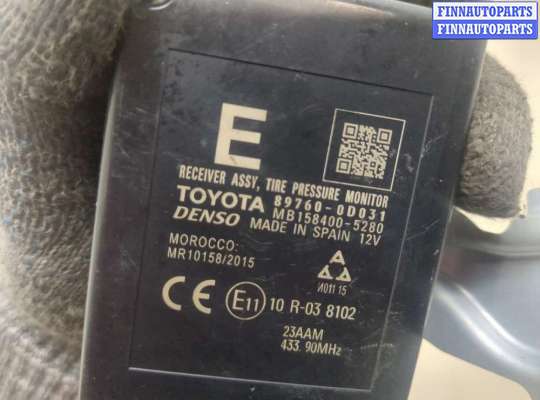 FINNAUTOPARTS
FINNAUTOPARTS
E
RECEIVER ASSY, TIRE PRESSURE MONITOR
TOYOTA 89760-0D031
DENSO MB158400-5280
MADE IN SPAIN 12V
MOROCCO:
MR10158/2015
И011 15
CE E11 10 R-03 8102
23AAM
433.90MHz